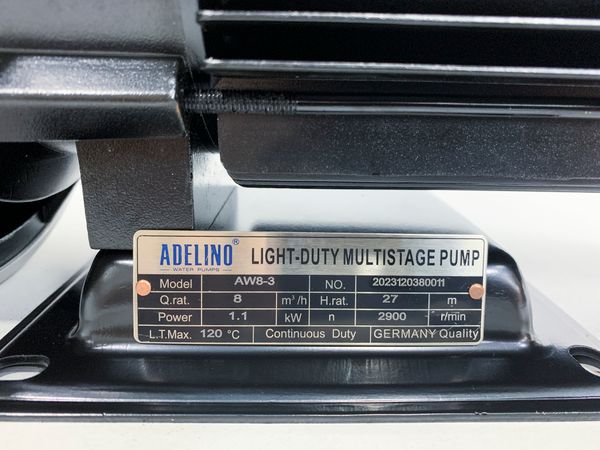 ADELINO® LIGHT-DUTY MULTISTAGE PUMP
WATER PUMPS
Model AW8-3 NO. 2023120380011
Q.rat. 8 m³/h H.rat. 27 m
Power 1.1 kW n 2900 r/min
L.T.Max. 120 °C Continuous Duty GERMANY Quality